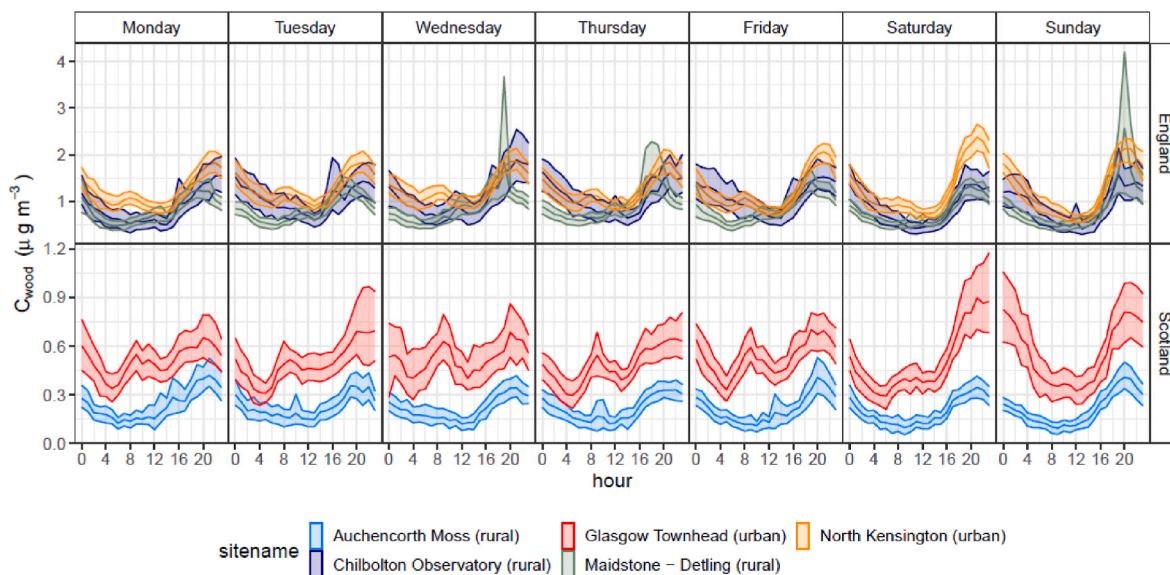 Monday Tuesday Wednesday Thursday Friday Saturday Sunday
4
3
2
1
England
C wood (μ g m⁻³)
1.2
0.9
0.6
0.3
0.0
Scotland
0 4 8 12 16 20 0 4 8 12 16 20 0 4 8 12 16 20 0 4 8 12 16 20 0 4 8 12 16 20 0 4 8 12 16 20 0 4 8 12 16 20
hour
sitename
Auchencorth Moss (rural) Glasgow Townhead (urban) North Kensington (urban)
Chilbolton Observatory (rural) Maidstone − Detling (rural)